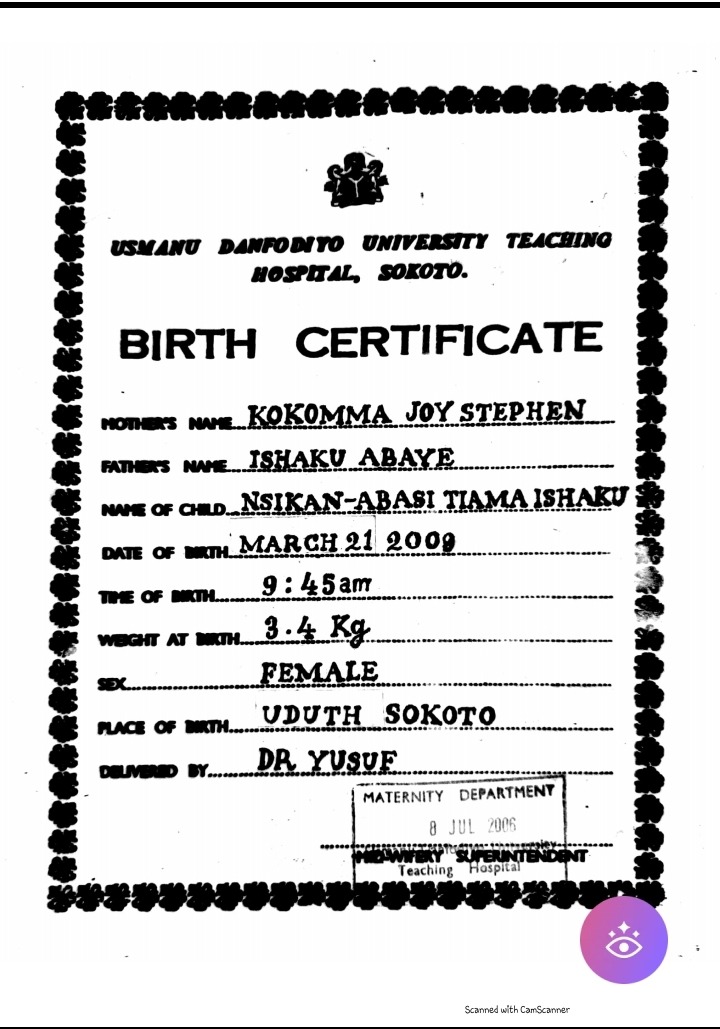 USMANU DANFODIYO UNIVERSITY TEACHING
HOSPITAL, SOKOTO.
BIRTH CERTIFICATE
MOTHER'S NAME KOKOMMA JOY STEPHEN
FATHER'S NAME ISHAKU ABAYE
NAME OF CHILD NSIKAN-ABASI TIAMA ISHAKU
DATE OF BIRTH MARCH 21 2009
TIME OF BIRTH 9:45am
WEIGHT AT BIRTH 3.4 Kg
SEX FEMALE
PLACE OF BIRTH UDUTH SOKOTO
DELIVERED BY DR YUSUF
MATERNITY DEPARTMENT
8 JUL 2006
MID-WIFERY SUPERINTENDENT
Teaching Hospital
Scanned with CamScanner